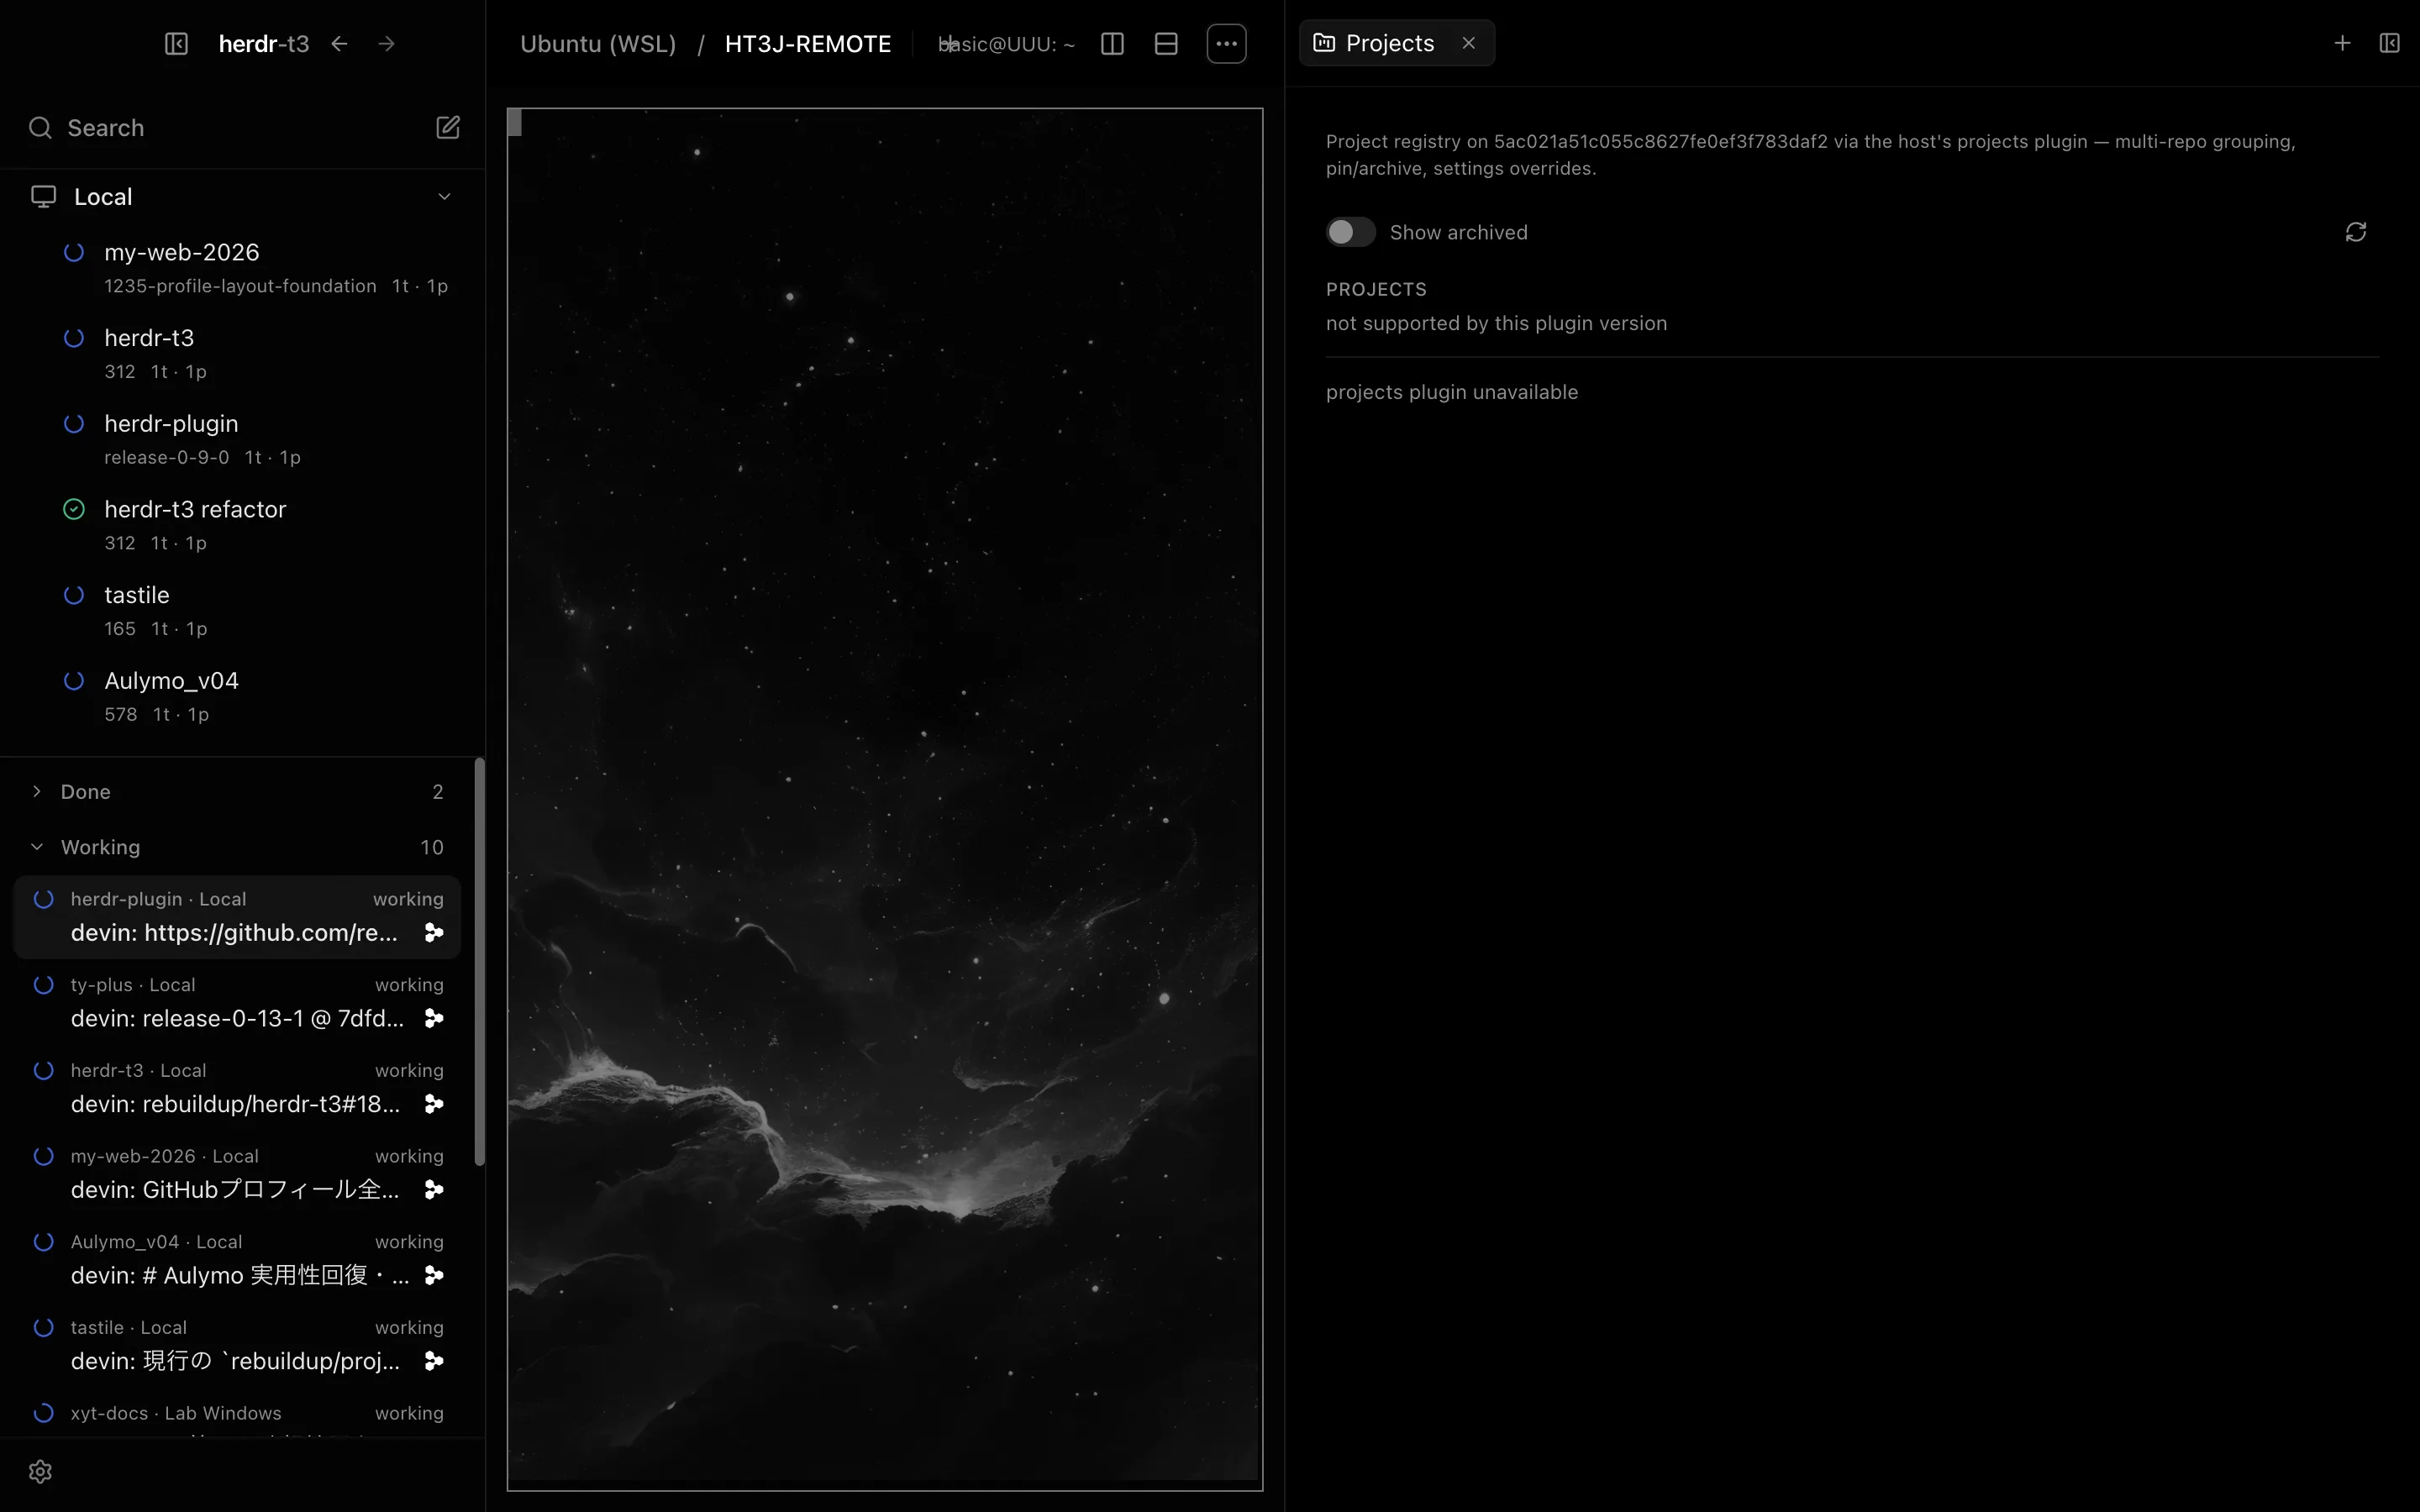 herdr-t3
Search
Local
my-web-2026
1235-profile-layout-foundation 1t · 1p
herdr-t3
312 1t · 1p
herdr-plugin
release-0-9-0 1t · 1p
herdr-t3 refactor
312 1t · 1p
tastile
165 1t · 1p
Aulymo_v04
578 1t · 1p
Done 2
Working 10
herdr-plugin · Local working
devin: https://github.com/re...
ty-plus · Local working
devin: release-0-13-1 @ 7dfd...
herdr-t3 · Local working
devin: rebuildup/herdr-t3#18...
my-web-2026 · Local working
devin: GitHubプロフィール全...
Aulymo_v04 · Local working
devin: # Aulymo 実用性回復・...
tastile · Local working
devin: 現行の `rebuildup/proj...
xyt-docs · Lab Windows working
Ubuntu (WSL) / HT3J-REMOTE
basic@UUU: ~
Projects
Project registry on 5ac021a51c055c8627fe0ef3f783daf2 via the host's projects plugin — multi-repo grouping,
pin/archive, settings overrides.
Show archived
PROJECTS
not supported by this plugin version
projects plugin unavailable